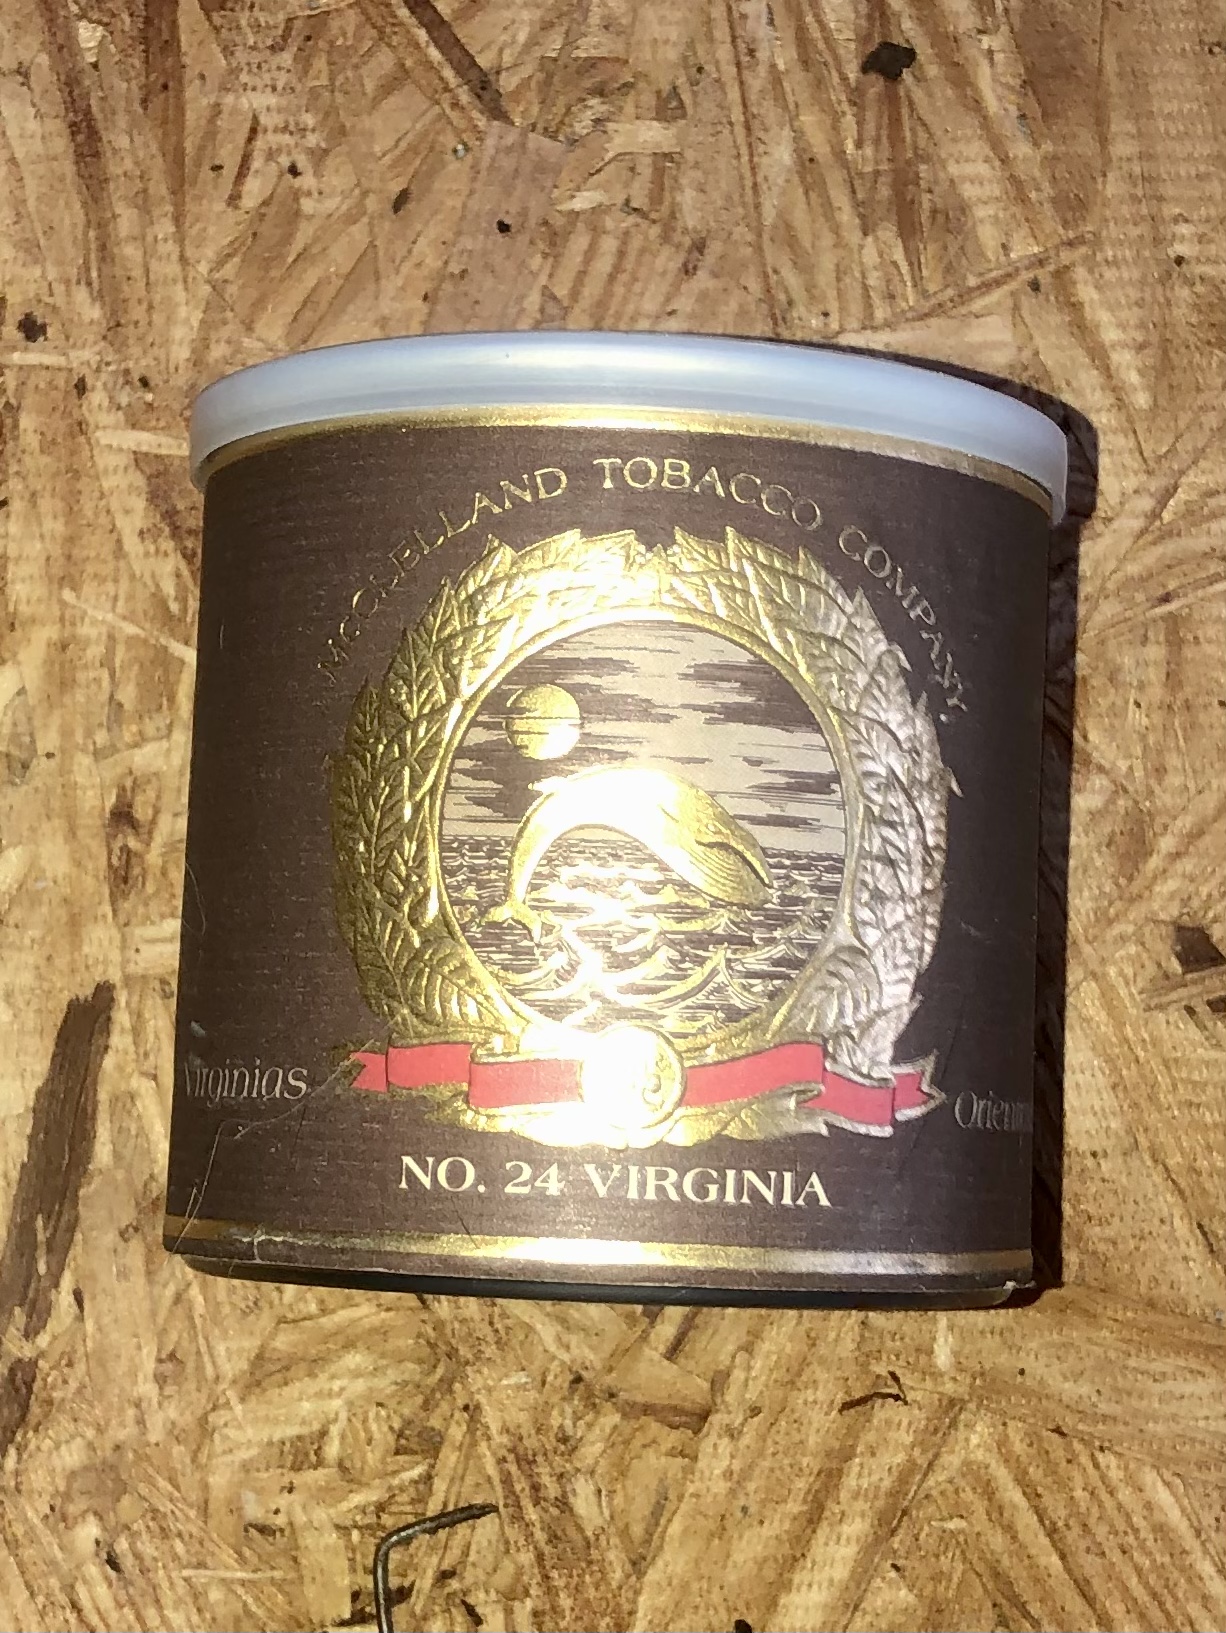 McCLELLAND TOBACCO COMPANY.
Virginias
NO. 24 VIRGINIA